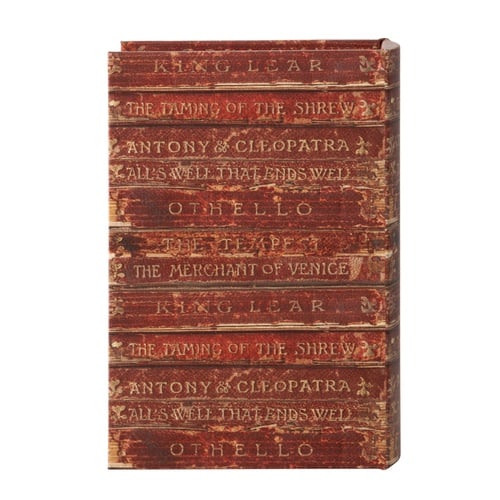 KING LEAR
THE TAMING OF THE SHREW
ANTONY & CLEOPATRA
ALL'S WELL THAT ENDS WELL
OTHELLO
THE TEMPEST
THE MERCHANT OF VENICE
KING LEAR
THE TAMING OF THE SHREW
ANTONY & CLEOPATRA
ALL'S WELL THAT ENDS WELL
OTHELLO